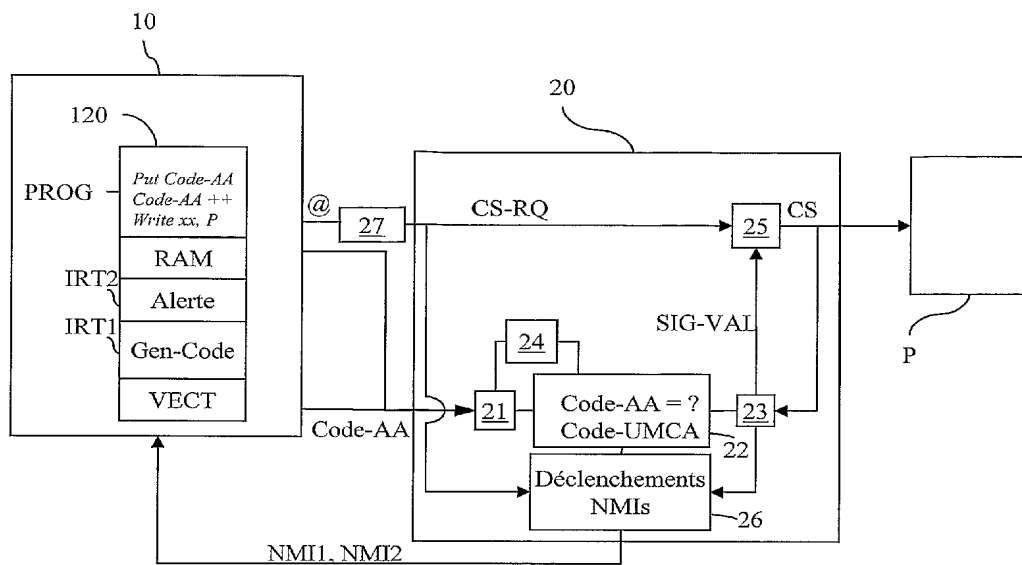 10
120
20
Put Code-AA
Code-AA ++
Write xx, P
PROG
@
27
CS-RQ
25
CS
RAM
IRT2
Alerte
IRT1
Gen-Code
VECT
SIG-VAL
P
24
21
Code-AA = ?
Code-UMCA
23
22
Code-AA
Déclenchements
NMIs
26
NMI1, NMI2